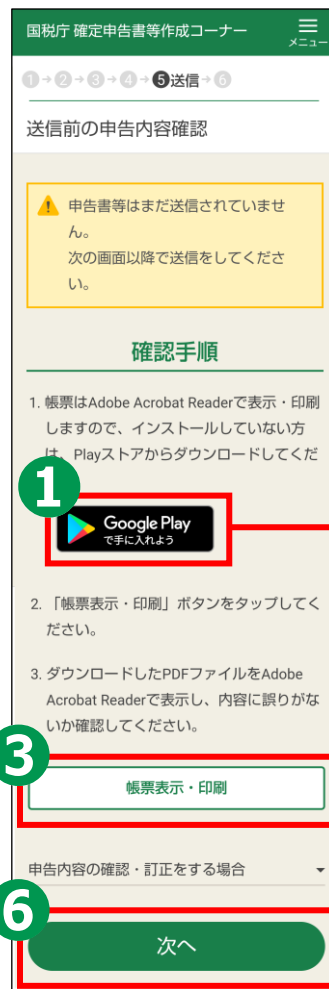 国税庁 確定申告書等作成コーナー
メニュー
1→2→3→4→5送信→6
送信前の申告内容確認
申告書等はまだ送信されていませ
ん。
次の画面以降で送信をしてくださ
い。
確認手順
1. 帳票はAdobe Acrobat Readerで表示・印刷
しますので、インストールしていない方
は、Playストアからダウンロードしてくだ
1
Google Play
で手に入れよう
2. 「帳票表示・印刷」ボタンをタップしてく
ださい。
3. ダウンロードしたPDFファイルをAdobe
Acrobat Readerで表示し、内容に誤りがな
いか確認してください。
3
帳票表示・印刷
申告内容の確認・訂正をする場合
6
次へ